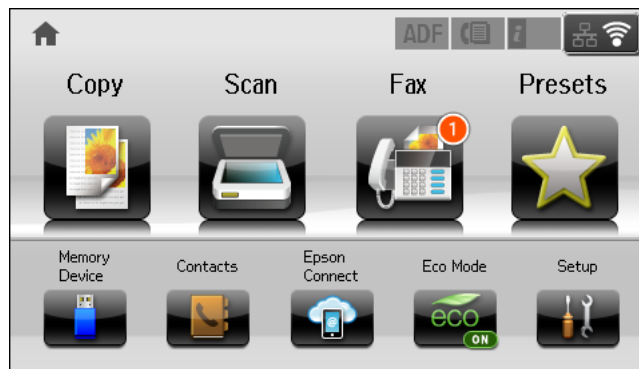 ADF i
Copy Scan Fax Presets
1
Memory Device Contacts Epson Connect Eco Mode Setup
eco
ON